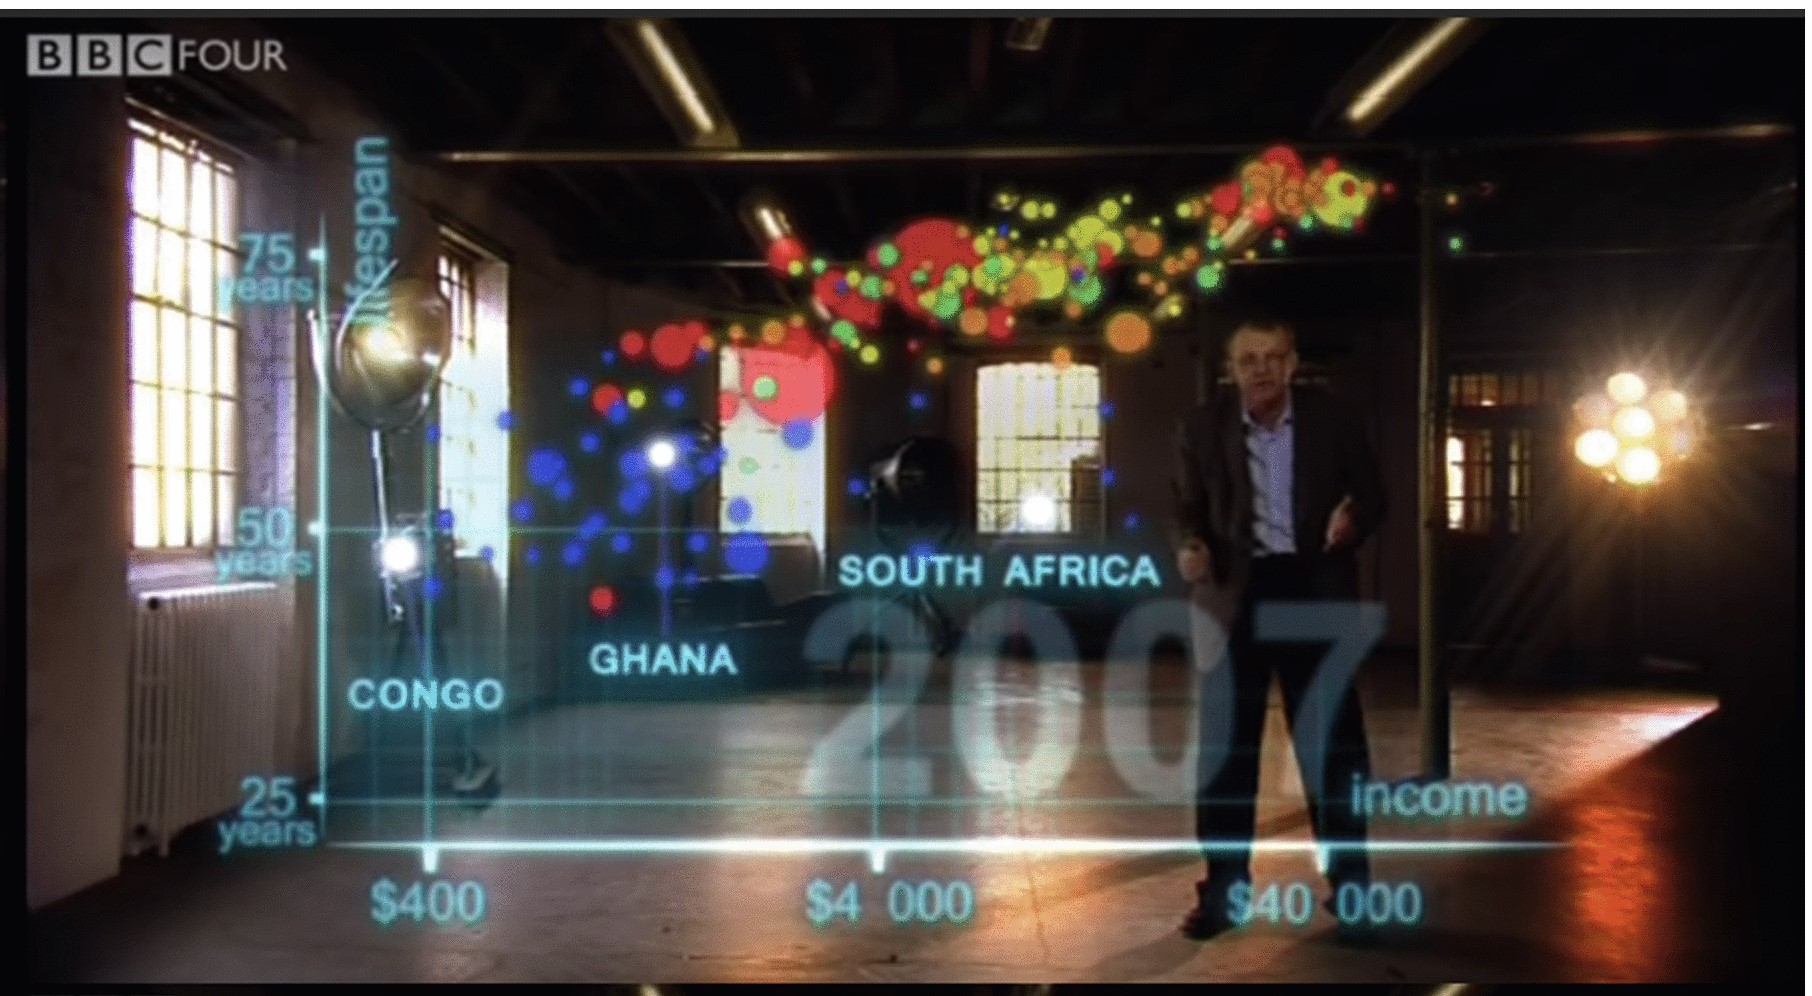 BBC FOUR
lifespan
75
years
50
years
SOUTH AFRICA
2007
GHANA
CONGO
25
years
income
$400
$4 000
$40 000